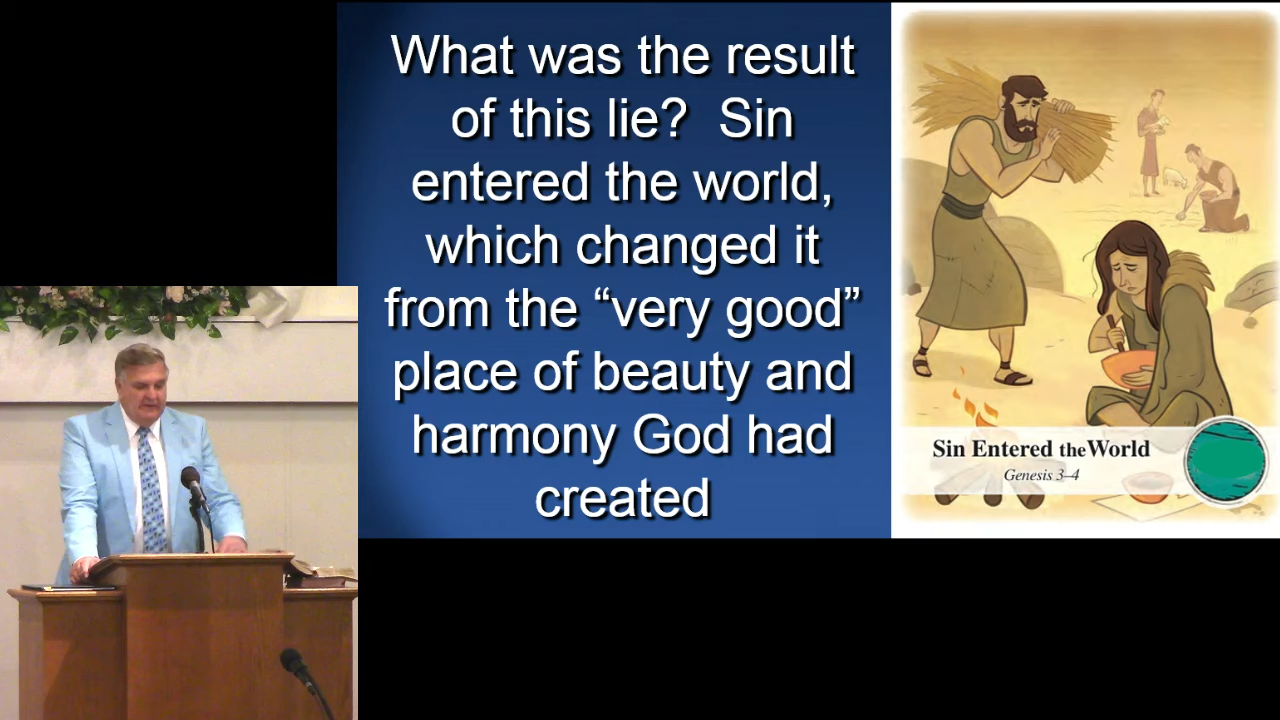 What was the result
of this lie?  Sin
entered the world,
which changed it
from the “very good”
place of beauty and
harmony God had
created
Sin Entered the World
Genesis 3–4